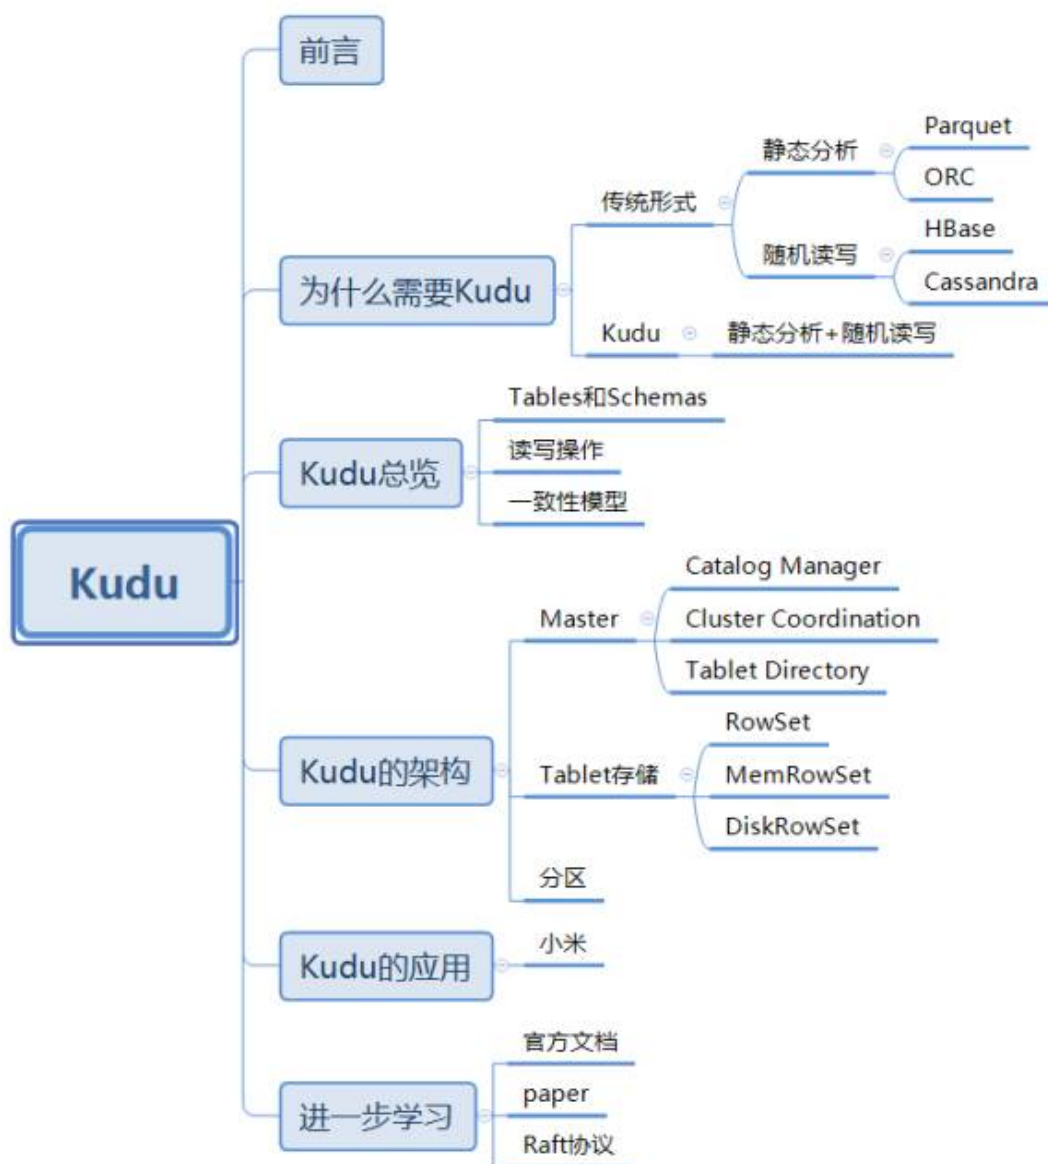 前言
Parquet
静态分析
ORC
传统形式
HBase
随机读写
Cassandra
为什么需要Kudu
Kudu
静态分析+随机读写
Tables和Schemas
Kudu总览
读写操作
一致性模型
Kudu
Catalog Manager
Master
Cluster Coordination
Tablet Directory
RowSet
Kudu的架构
Tablet存储
MemRowSet
DiskRowSet
分区
Kudu的应用
小米
官方文档
进一步学习
paper
Raft协议